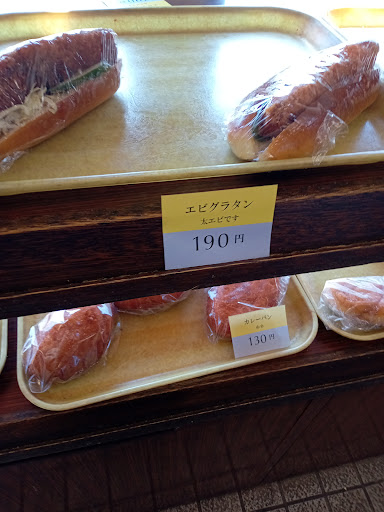 エビグラタン
太エビです
190円
カレーパン
130円